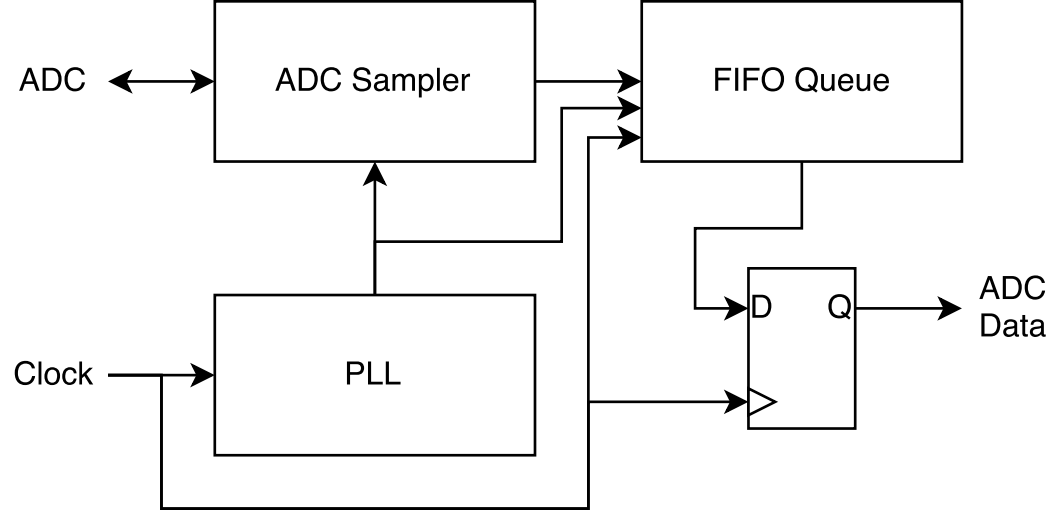 ADC
ADC Sampler
FIFO Queue
D
Q
ADC
Data
Clock
PLL